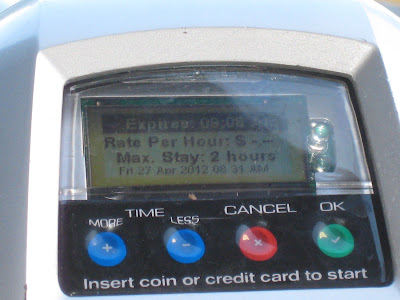 Expires: 09:06
Rate Per Hour: $ -.--
Max. Stay: 2 hours
Fri 27 Apr 2012 08:31 AM
TIME CANCEL OK
MORE LESS
+ - A × A ✓
Insert coin or credit card to start